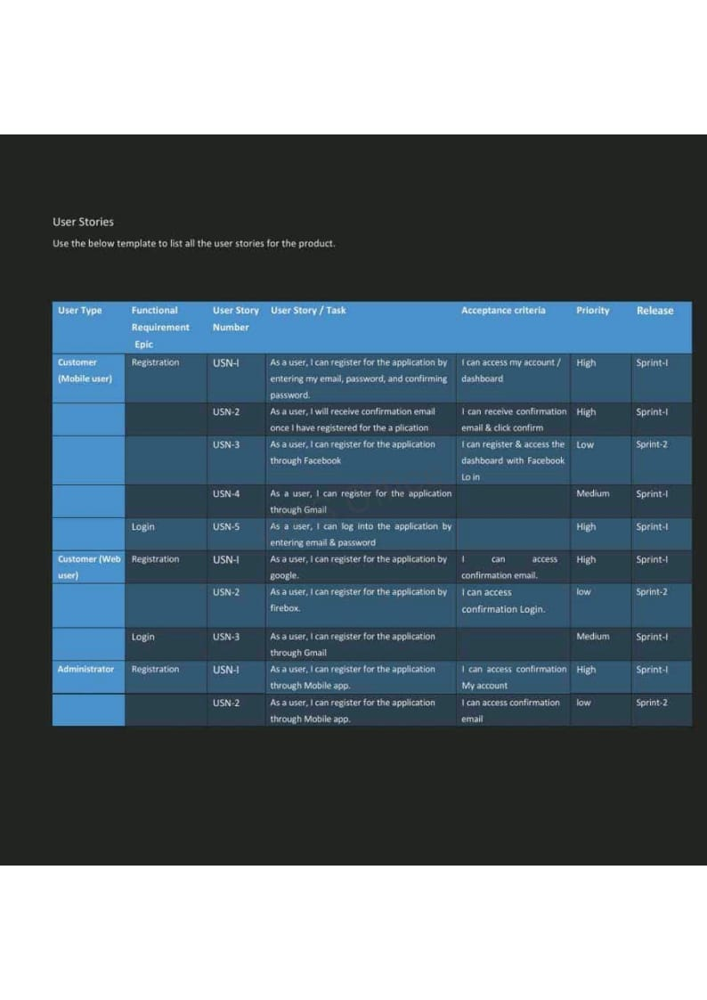 User Stories
Use the below template to list all the user stories for the product.
User Type Functional Requirement Epic User Story Number User Story / Task Acceptance criteria Priority Release
Customer (Mobile user) Registration USN-I As a user, I can register for the application by entering my email, password, and confirming password. I can access my account / dashboard High Sprint-I
USN-2 As a user, I will receive confirmation email once I have registered for the a plication I can receive confirmation email & click confirm High Sprint-I
USN-3 As a user, I can register for the application through Facebook I can register & access the dashboard with Facebook Lo in Low Sprint-2
USN-4 As a user, I can register for the application through Gmail Medium Sprint-I
Login USN-5 As a user, I can log into the application by entering email & password High Sprint-I
Customer (Web user) Registration USN-I As a user, I can register for the application by google. I can access confirmation email. High Sprint-I
USN-2 As a user, I can register for the application by firebox. I can access confirmation Login. low Sprint-2
Login USN-3 As a user, I can register for the application through Gmail Medium Sprint-I
Administrator Registration USN-I As a user, I can register for the application through Mobile app. I can access confirmation My account High Sprint-I
USN-2 As a user, I can register for the application through Mobile app. I can access confirmation email low Sprint-2